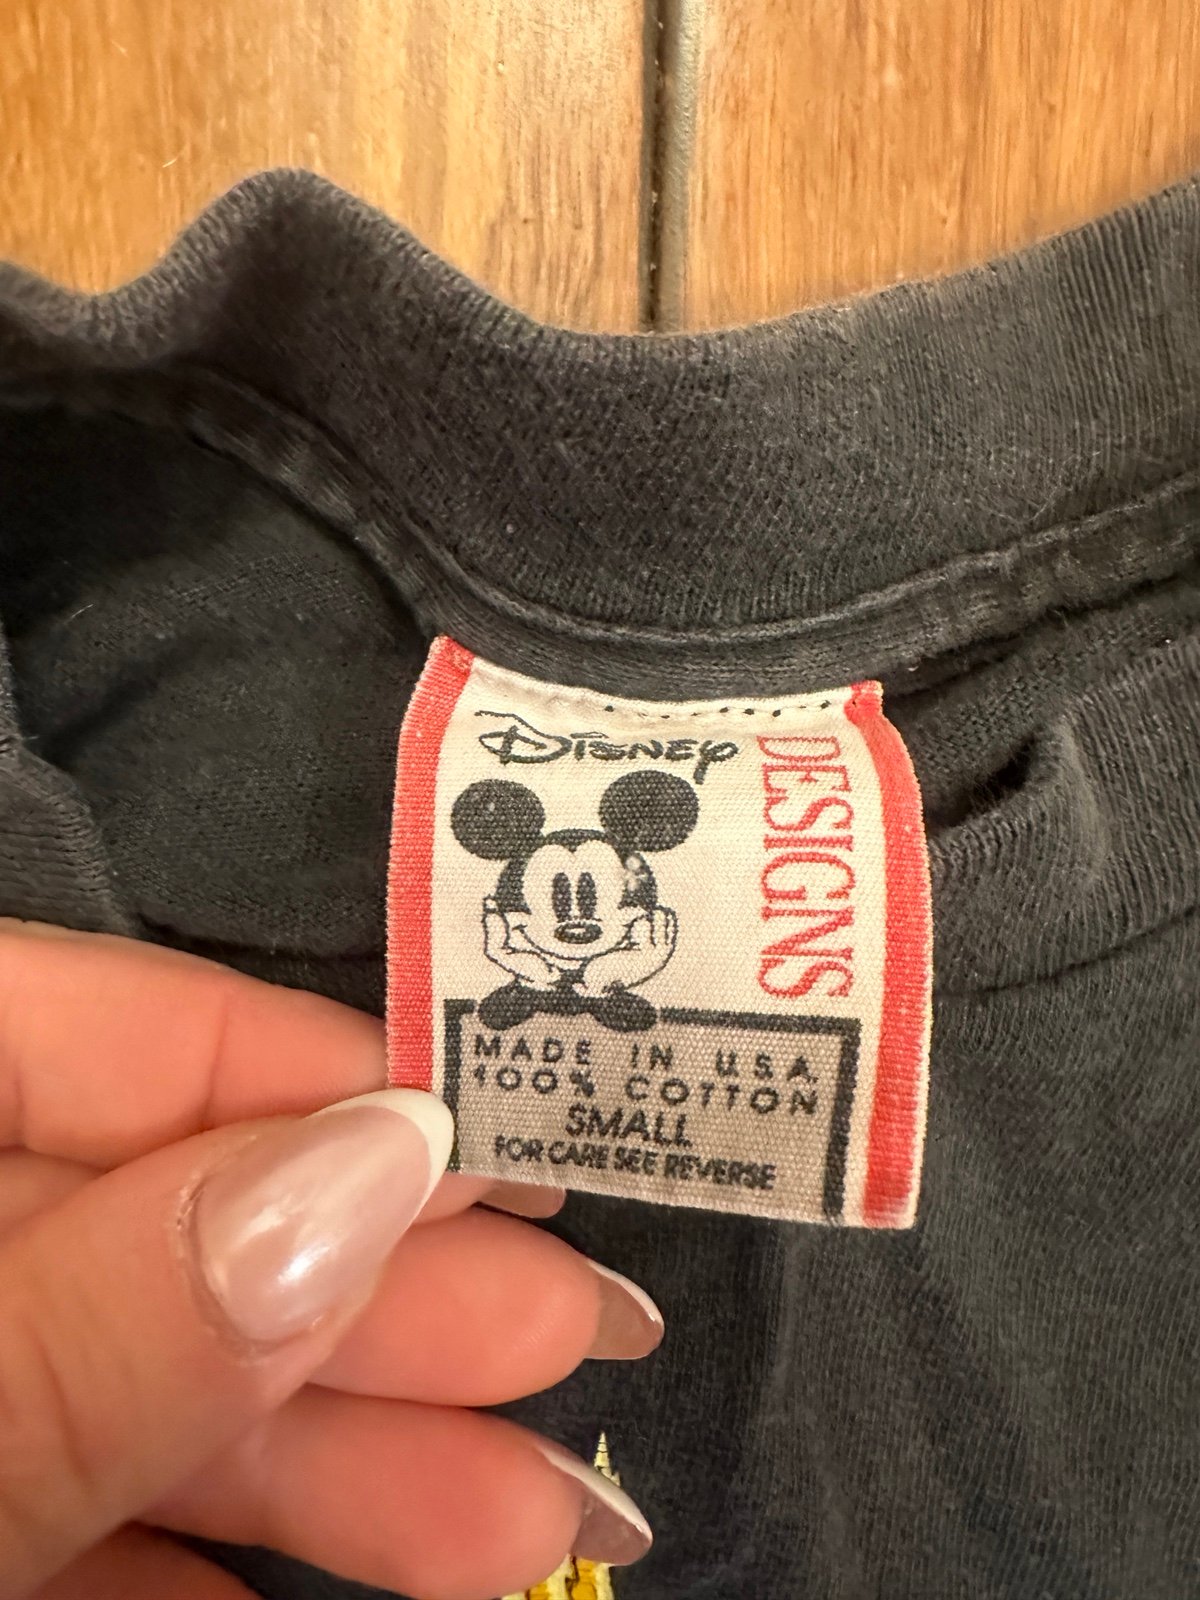 Disney
DESIGNS
MADE IN U.S.A.
100% COTTON
SMALL
FOR CARE SEE REVERSE